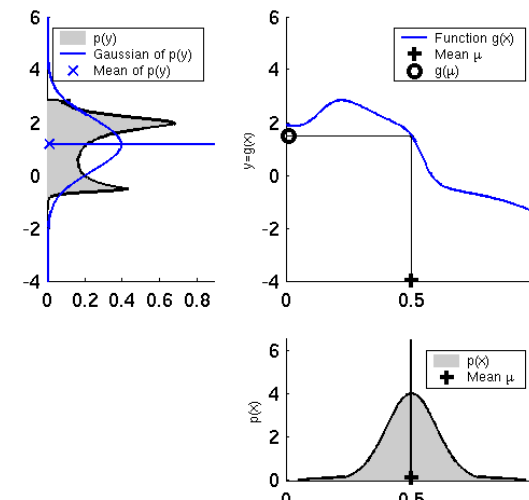 6
4
2
0
-2
-4
0 0.2 0.4 0.6 0.8
p(y)
Gaussian of p(y)
Mean of p(y)
6
4
2
0
-2
-4
0 0.5
y=g(x)
Function g(x)
Mean μ
g(μ)
6
4
2
0
p(x)
p(x)
Mean μ
0 0.5